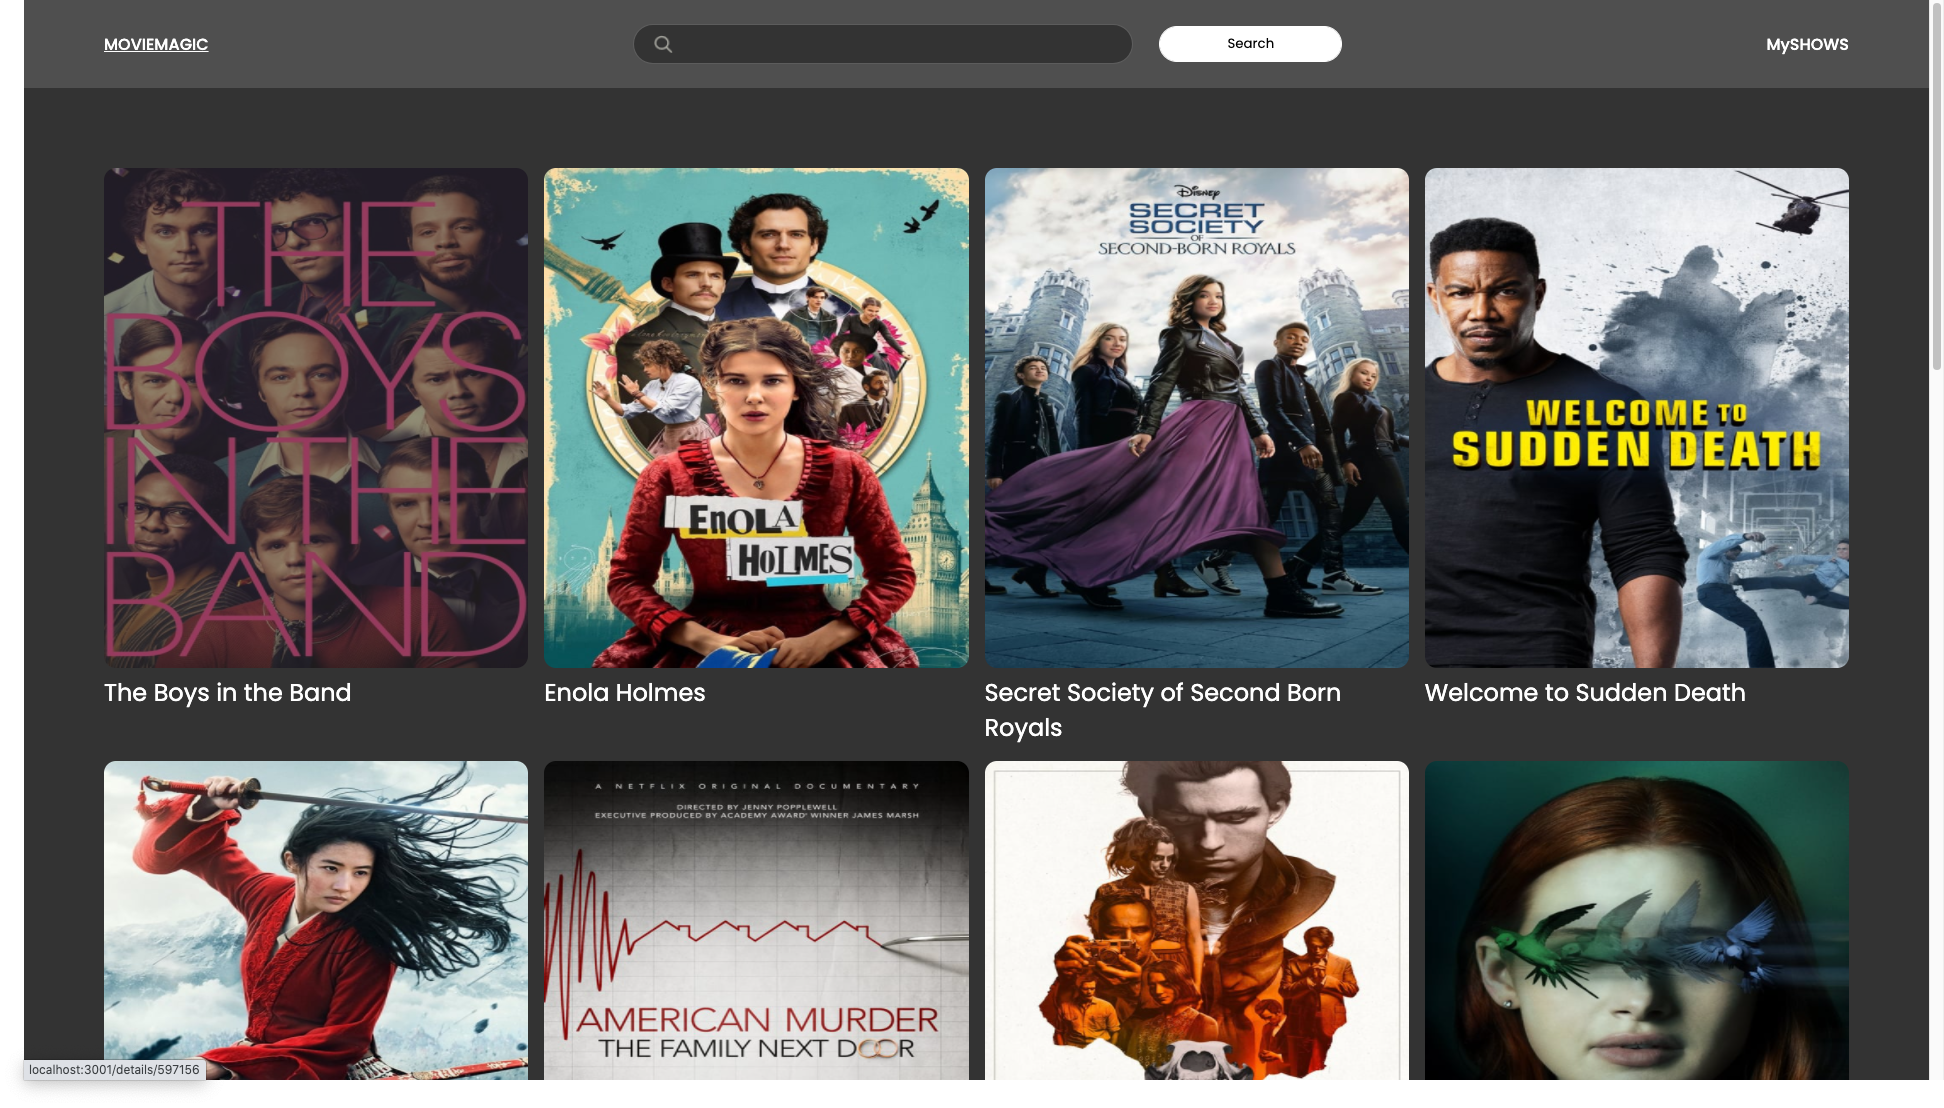 MOVIEMAGIC
Search
MySHOWS
THE
BOYS
IN THE
BAND
ENOLA
HOLMES
Disney
SECRET
SOCIETY
OF
SECOND-BORN ROYALS
WELCOME TO
SUDDEN DEATH
The Boys in the Band
Enola Holmes
Secret Society of Second Born
Royals
Welcome to Sudden Death
A NETFLIX ORIGINAL DOCUMENTARY
DIRECTED BY JENNY POPPLEWELL
EXECUTIVE PRODUCED BY ACADEMY AWARD® WINNER JAMES MARSH
AMERICAN MURDER
THE FAMILY NEXT DOOR
localhost:3001/details/597156